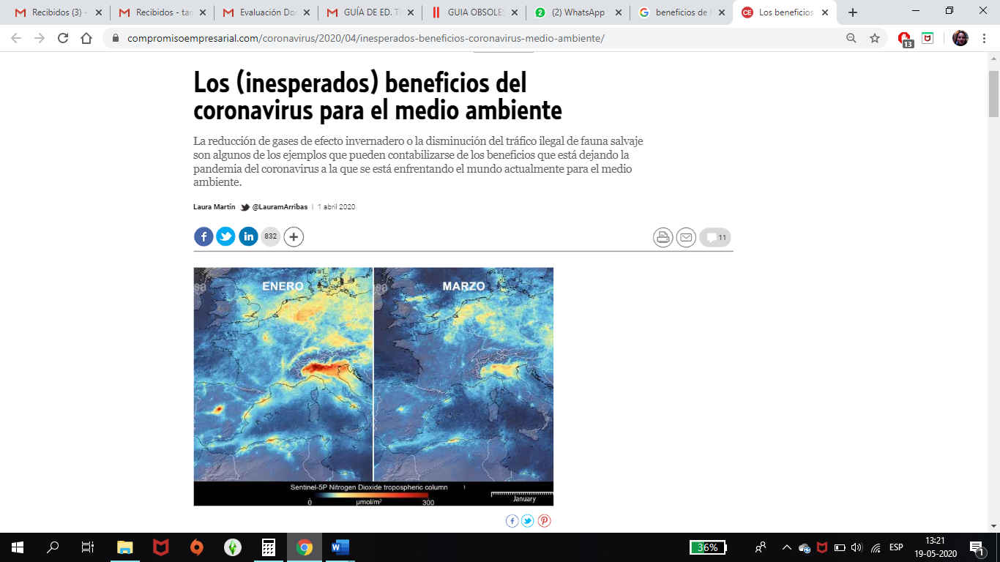 Recibidos (3) -
Recibidos - tar
Evaluación Doc
GUÍA DE ED. TE
GUIA OBSOLES
(2) WhatsApp
beneficios de l
Los beneficios
compromisoempresarial.com/coronavirus/2020/04/inesperados-beneficios-coronavirus-medio-ambiente/
13
Los (inesperados) beneficios del
coronavirus para el medio ambiente
La reducción de gases de efecto invernadero o la disminución del tráfico ilegal de fauna salvaje
son algunos de los ejemplos que pueden contabilizarse de los beneficios que está dejando la
pandemia del coronavirus a la que se está enfrentando el mundo actualmente para el medio
ambiente.
Laura Martín @LauramArribas | 1 abril 2020
832
11
ENERO
MARZO
Sentinel-5P Nitrogen Dioxide tropospheric column
0 µmol/m² 300
January
36%
ESP
13:21
19-05-2020
1